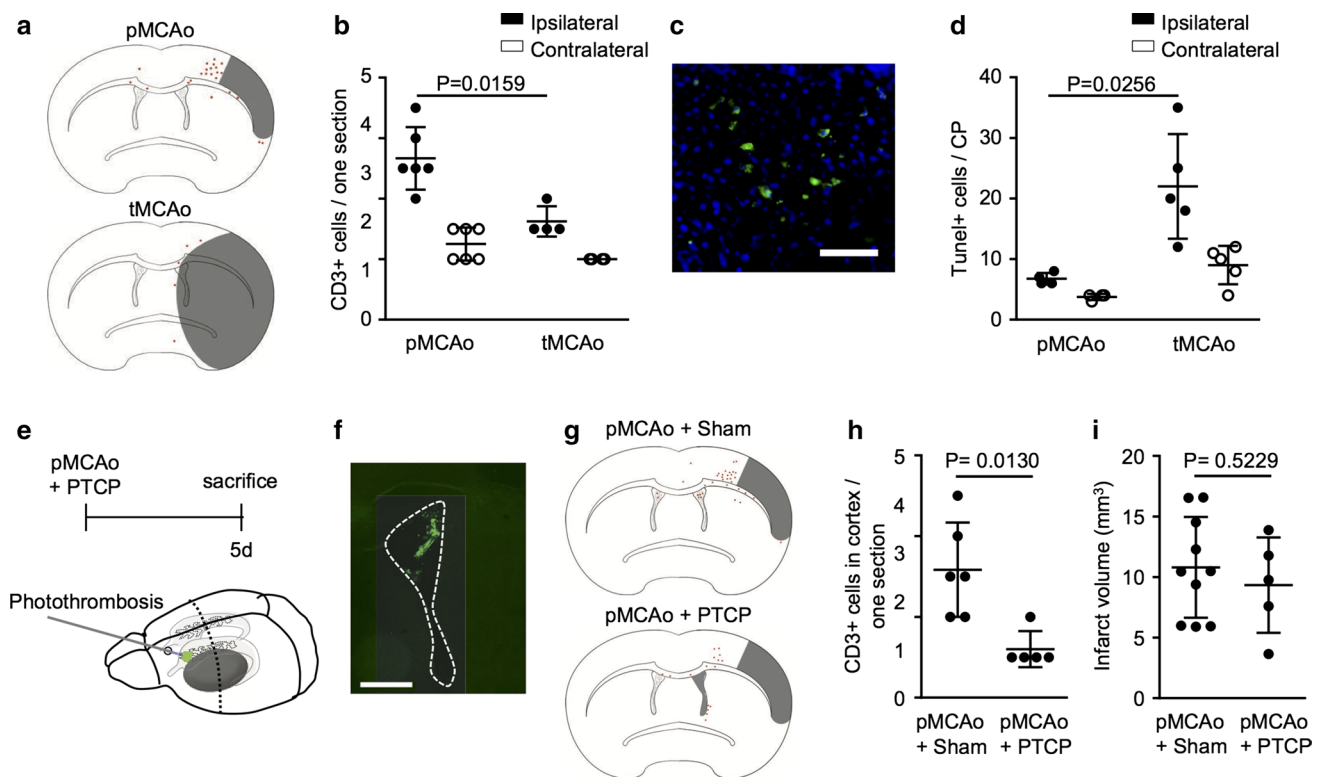 a
pMCAo
tMCAo
b
Ipsilateral
Contralateral
CD3+ cells / one section
5
4
3
2
1
0
P=0.0159
pMCAo
tMCAo
c
d
Ipsilateral
Contralateral
Tunel+ cells / CP
40
30
20
10
0
P=0.0256
pMCAo
tMCAo
e
pMCAo
+ PTCP
sacrifice
5d
Photothrombosis
f
g
pMCAo + Sham
pMCAo + PTCP
h
CD3+ cells in cortex /
one section
5
4
3
2
1
0
P= 0.0130
pMCAo
+ Sham
pMCAo
+ PTCP
i
Infarct volume (mm³)
20
15
10
5
0
P= 0.5229
pMCAo
+ Sham
pMCAo
+ PTCP